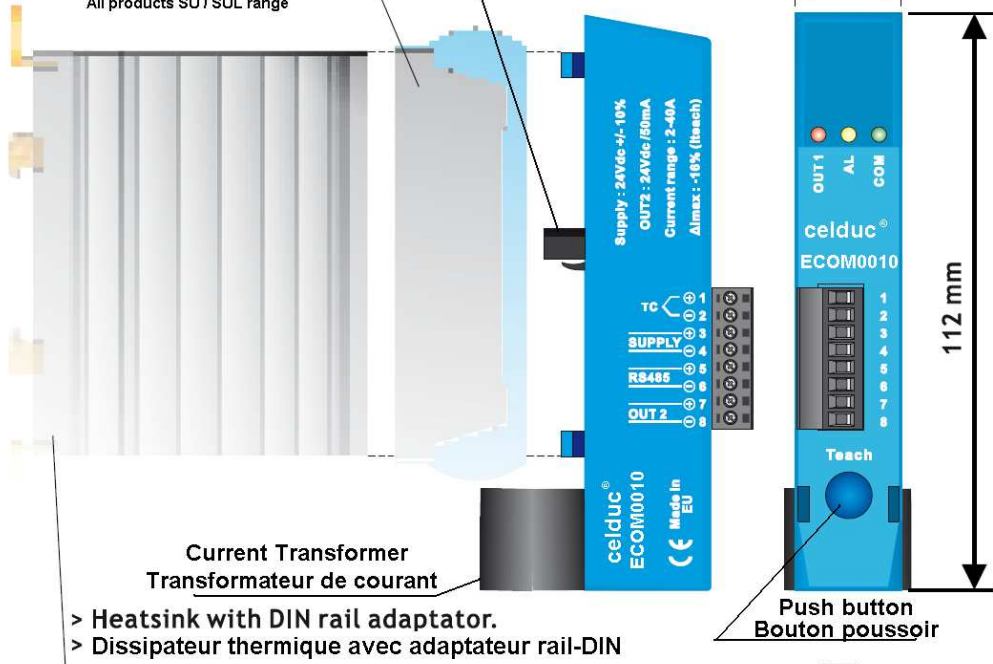 All products SU / SUL range
Supply : 24Vdc +/- 10%
OUT2 : 24Vdc /50mA
Current range : 2-40A
ΔImax : -16% (Iteach)
TC ⊕ 1
⊖ 2
SUPPLY ⊕ 3
⊖ 4
RS485 ⊕ 5
⊖ 6
OUT 2 ⊕ 7
⊖ 8
celduc®
ECOM0010
CE Made in
EU
OUT1
AL
COM
celduc®
ECOM0010
1
2
3
4
5
6
7
8
Teach
112 mm
Current Transformer
Transformateur de courant
Push button
Bouton poussoir
> Heatsink with DIN rail adaptator.
> Dissipateur thermique avec adaptateur rail-DIN